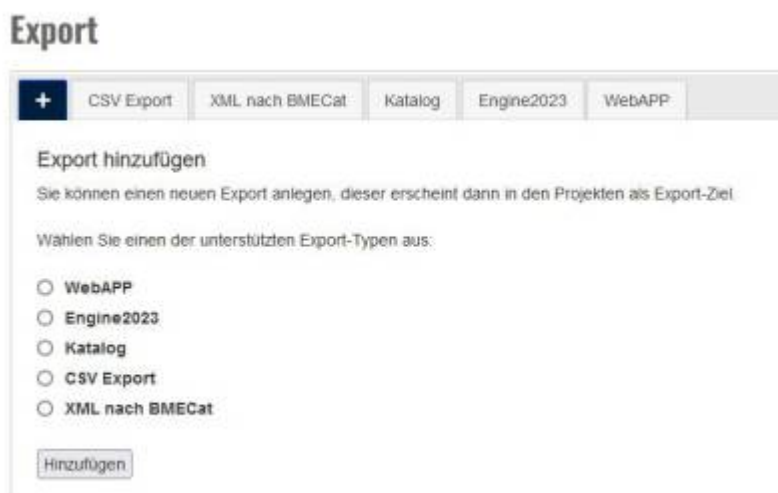 Export
+ CSV Export XML nach BMECat Katalog Engine2023 WebAPP
Export hinzufügen
Sie können einen neuen Export anlegen, dieser erscheint dann in den Projekten als Export-Ziel
Wählen Sie einen der unterstützten Export-Typen aus:
WebAPP
Engine2023
Katalog
CSV Export
XML nach BMECat
Hinzufügen